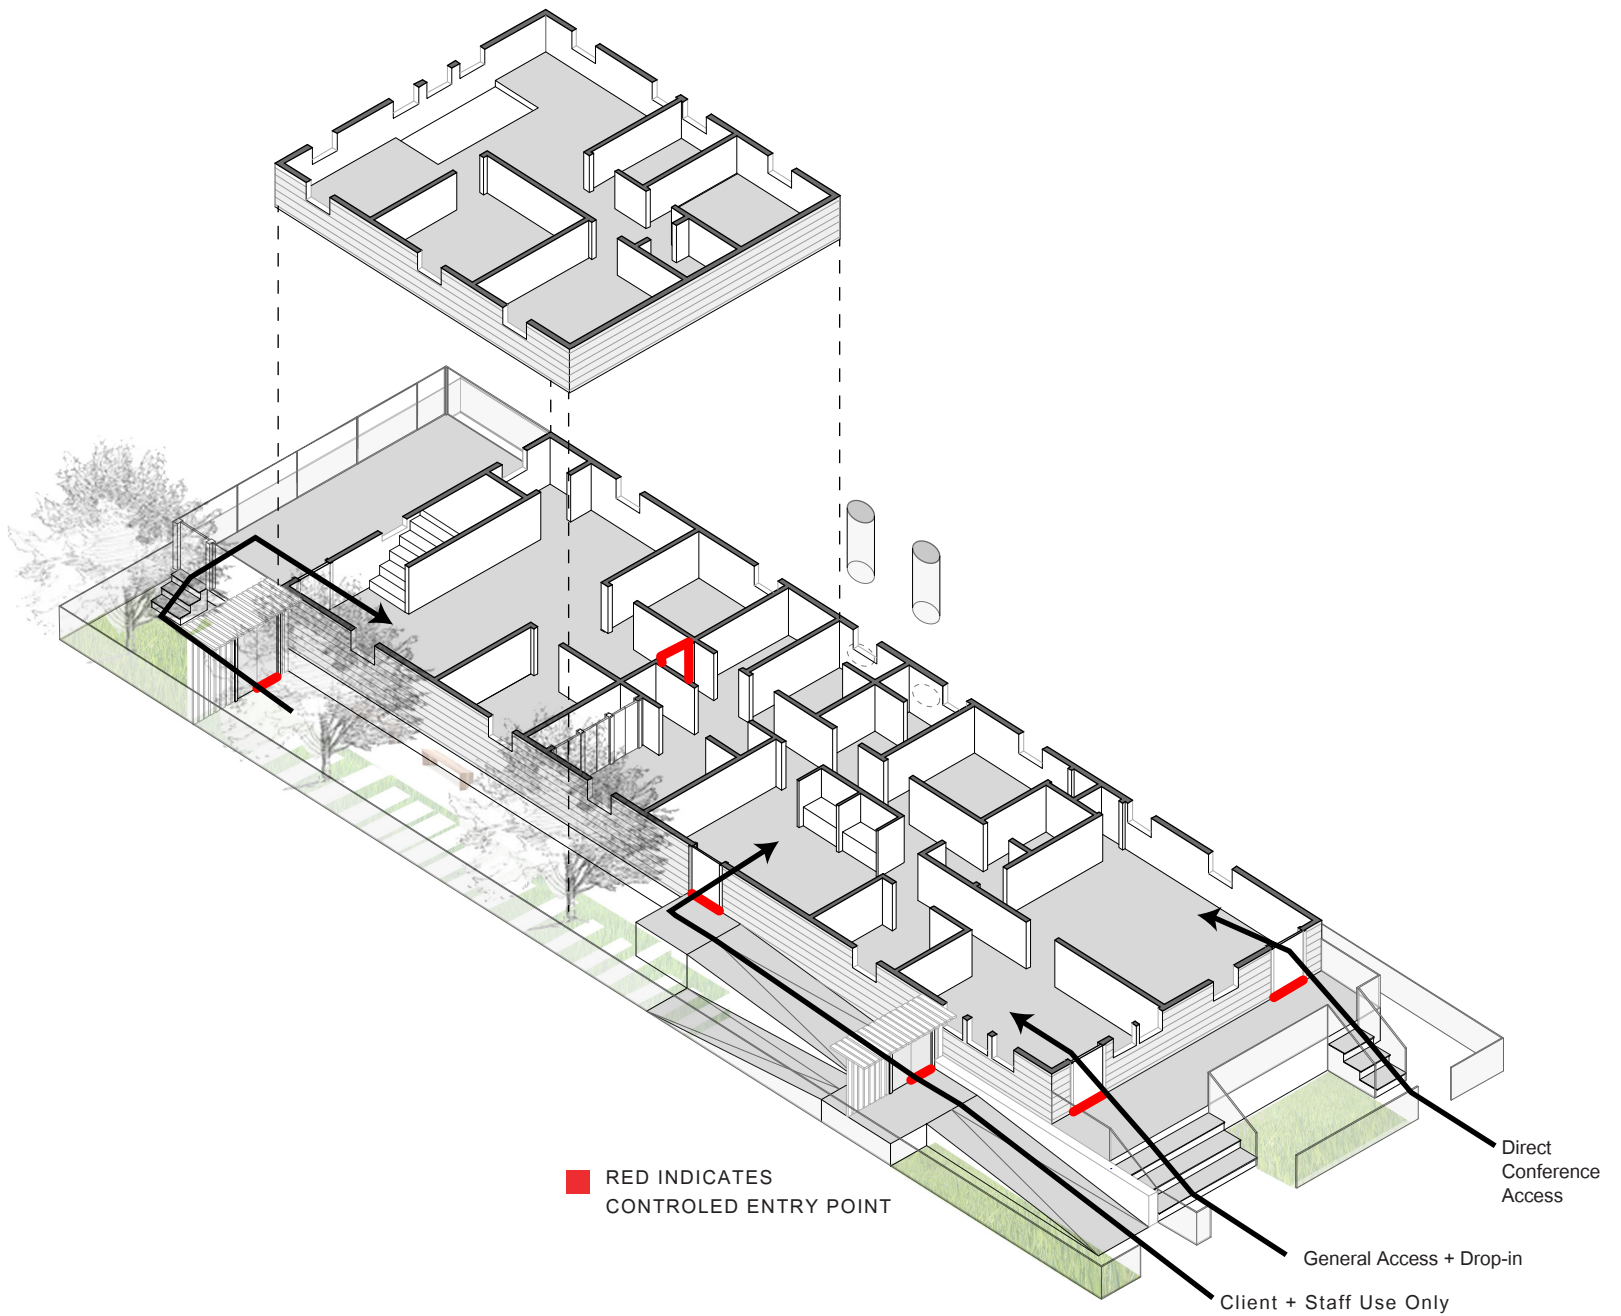 Direct
Conference
Access
RED INDICATES
CONTROLED ENTRY POINT
General Access + Drop-in
Client + Staff Use Only